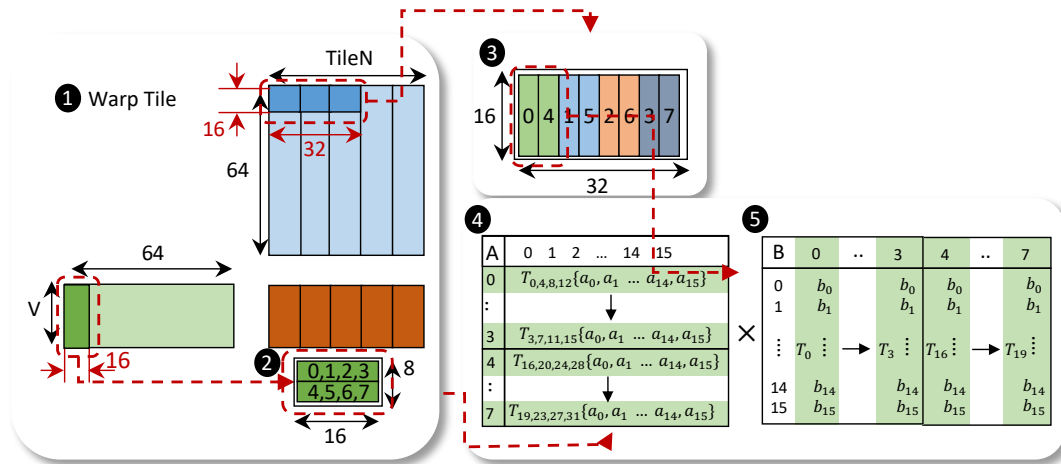 TileN
1 Warp Tile
16
32
64
64
V
16
2
0,1,2,3
4,5,6,7
8
16
3
16
0 4 1 5 2 6 3 7
32
4
A 0 1 2 ... 14 15
0 T0,4,8,12{a0, a1 ... a14, a15}
:
3 T3,7,11,15{a0, a1 ... a14, a15}
4 T16,20,24,28{a0, a1 ... a14, a15}
:
7 T19,23,27,31{a0, a1 ... a14, a15}
×
5
B 0 .. 3 4 .. 7
0 b0 b0 b0 b0
1 b1 b1 b1 b1
⋮ T0 ⋮ T3 ⋮ T16 ⋮ T19 ⋮
14 b14 b14 b14 b14
15 b15 b15 b15 b15